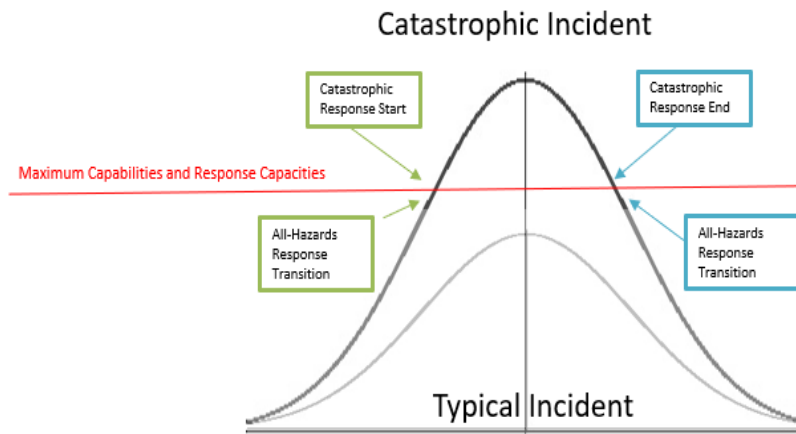 Catastrophic Incident
Catastrophic
Response Start
Catastrophic
Response End
Maximum Capabilities and Response Capacities
All-Hazards
Response
Transition
All-Hazards
Response
Transition
Typical Incident